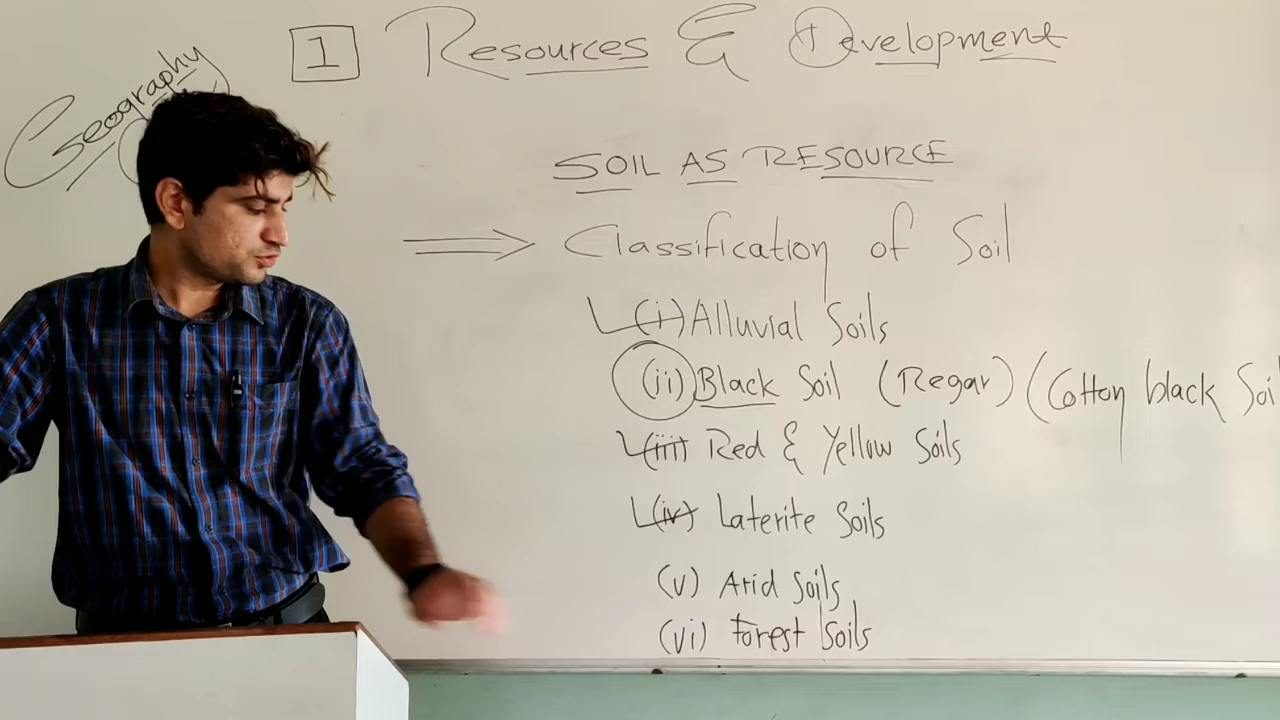 1 Resources & Development
Geography
SOIL AS RESOURCE
⇒ Classification of Soil
(i) Alluvial Soils
(ii) Black Soil (Regar) (Cotton black Soil
(iii) Red & Yellow Soils
(iv) Laterite Soils
(v) Arid Soils
(vi) Forest Soils